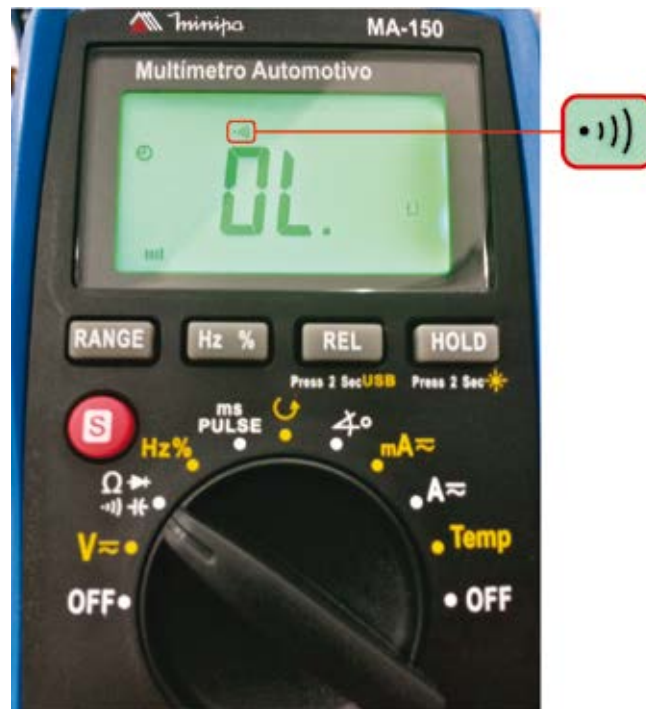 minipa MA-150
Multímetro Automotivo
OL.
RANGE Hz % REL HOLD
Press 2 Sec USB Press 2 Sec
S
ms
PULSE
Hz%
mA
Ω
A
V
Temp
OFF OFF